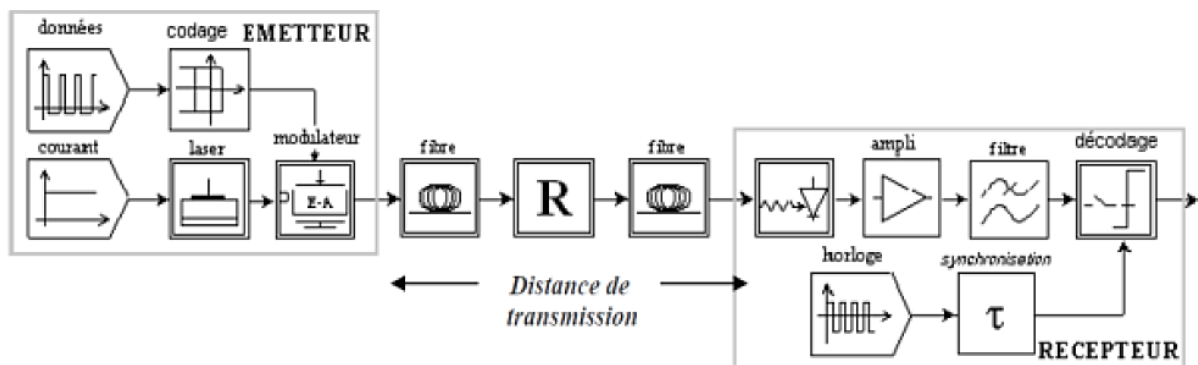 données
codage
EMETTEUR
courant
laser
modulateur
E-A
fibre
R
fibre
Distance de
transmission
ampli
filtre
décodage
horloge
synchronisation
τ
RECEPTEUR